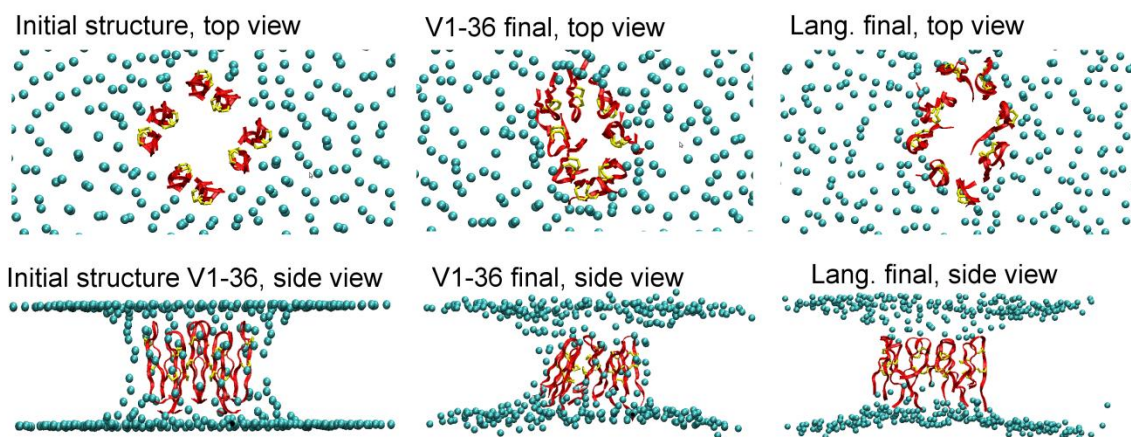 Initial structure, top view
V1-36 final, top view
Lang. final, top view
Initial structure V1-36, side view
V1-36 final, side view
Lang. final, side view